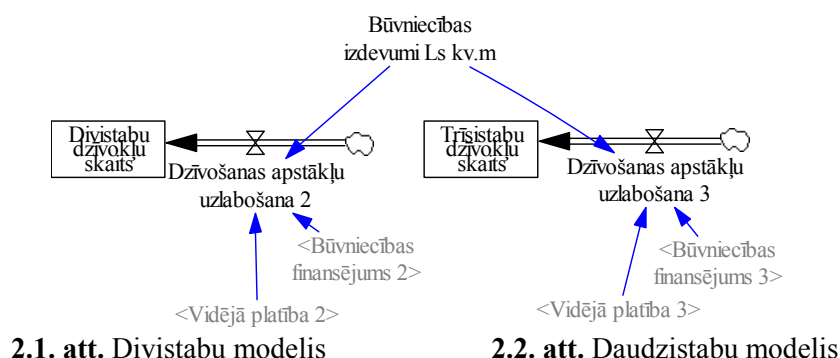 Būvniecības
izdevumi Ls kv.m
Divistabu
dzīvokļu
skaits
Dzīvošanas apstākļu
uzlabošana 2
<Būvniecības
finansējums 2>
<Vidējā platība 2>
Trīsistabu
dzīvokļu
skaits
Dzīvošanas apstākļu
uzlabošana 3
<Būvniecības
finansējums 3>
<Vidējā platība 3>
2.1. att. Divistabu modelis
2.2. att. Daudzistabu modelis